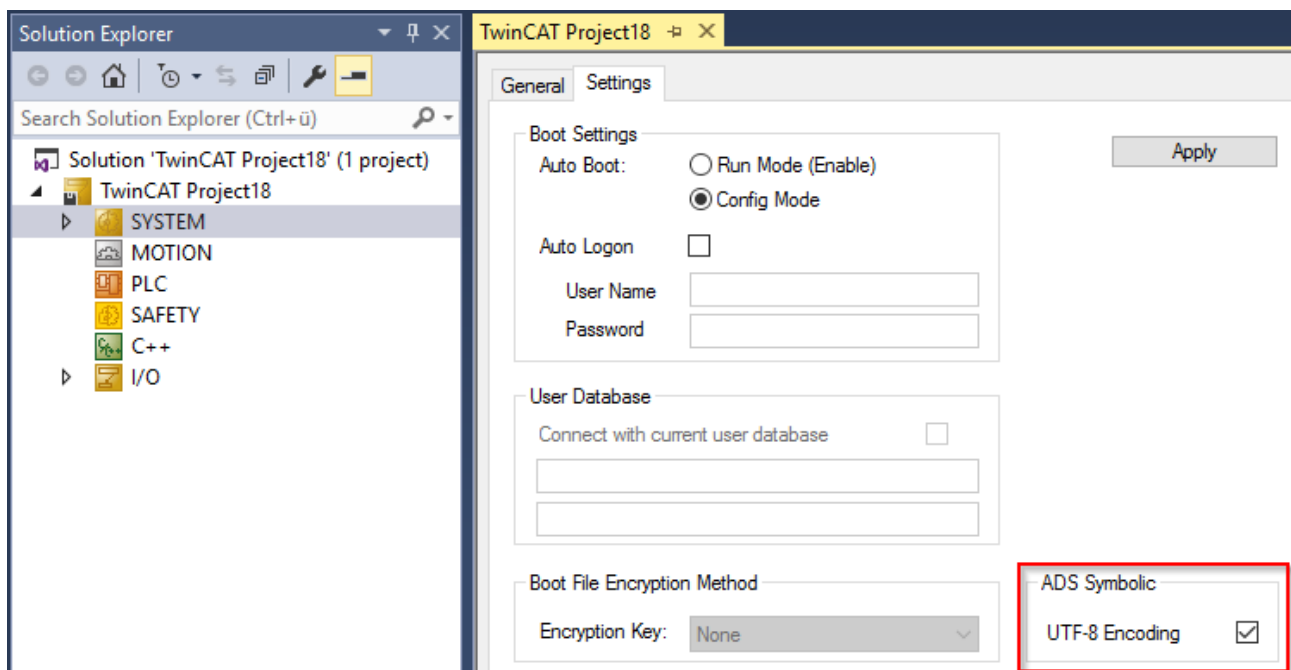 Solution Explorer
Search Solution Explorer (Ctrl+ü)
Solution 'TwinCAT Project18' (1 project)
TwinCAT Project18
SYSTEM
MOTION
PLC
SAFETY
C++
I/O
TwinCAT Project18
General
Settings
Boot Settings
Auto Boot:
Run Mode (Enable)
Config Mode
Apply
Auto Logon
User Name
Password
User Database
Connect with current user database
Boot File Encryption Method
Encryption Key:
None
ADS Symbolic
UTF-8 Encoding